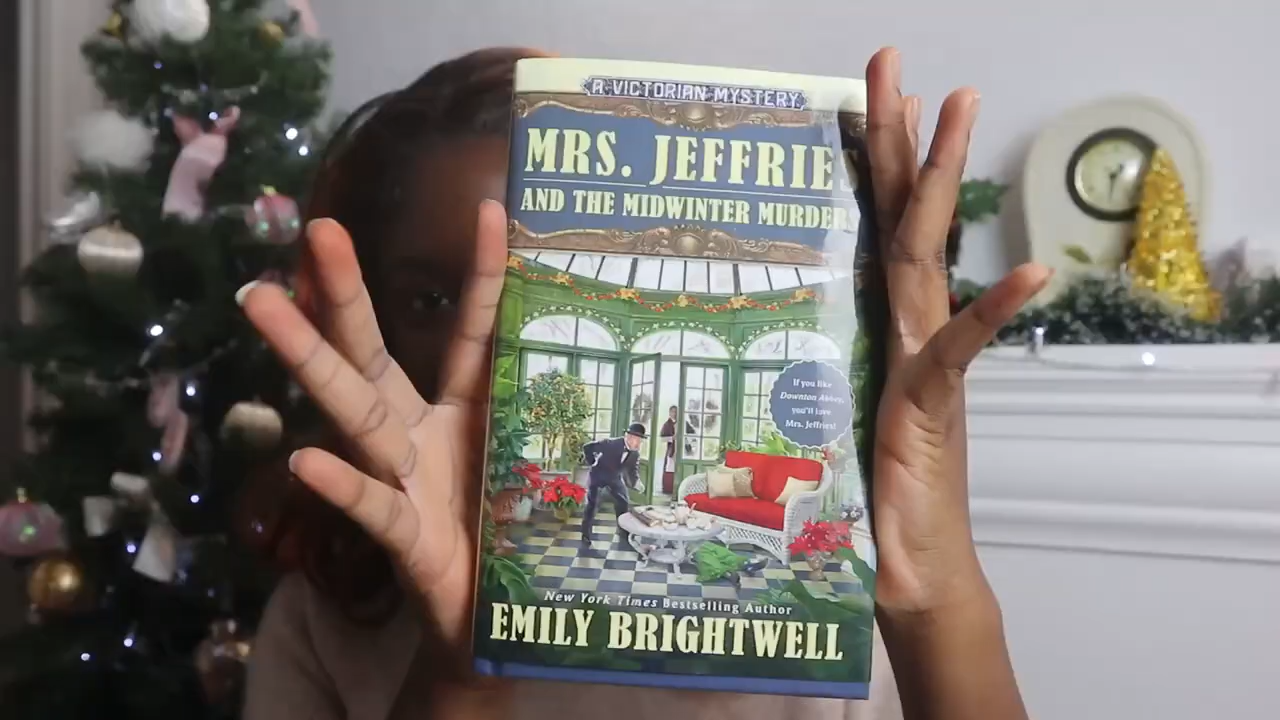 A VICTORIAN MYSTERY
MRS. JEFFRIES
AND THE MIDWINTER MURDERS
If you like
Downton Abbey,
you'll love
Mrs. Jeffries!
New York Times Bestselling Author
EMILY BRIGHTWELL